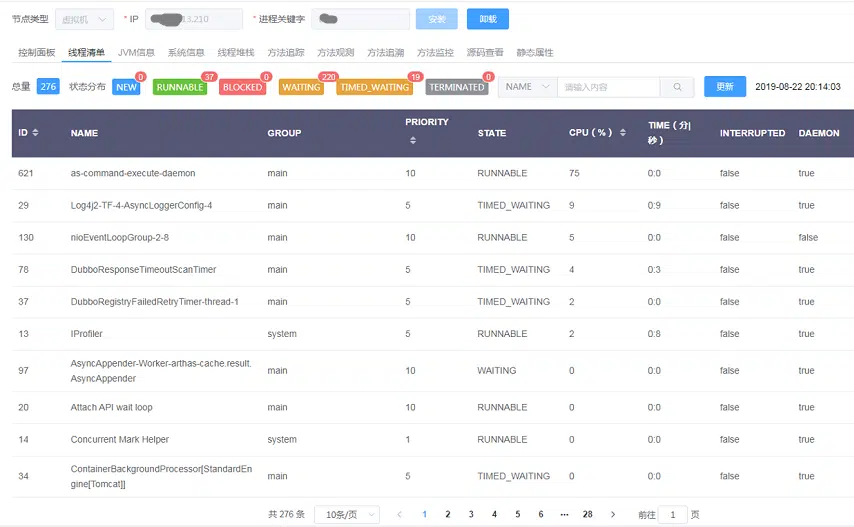 节点类型 虚拟机 * IP 13.210 * 进程关键字 安装 卸载
控制面板 线程清单 JVM信息 系统信息 线程堆栈 方法追踪 方法观测 方法追溯 方法监控 源码查看 静态属性
总量 276 状态分布 NEW 0 RUNNABLE 37 BLOCKED 0 WAITING 220 TIMED_WAITING 19 TERMINATED 0 NAME 请输入内容 更新 2019-08-22 20:14:03
ID NAME GROUP PRIORITY STATE CPU（%） TIME（分|秒） INTERRUPTED DAEMON
621 as-command-execute-daemon main 10 RUNNABLE 75 0:0 false true
29 Log4j2-TF-4-AsyncLoggerConfig-4 main 5 TIMED_WAITING 9 0:9 false true
130 nioEventLoopGroup-2-8 main 10 RUNNABLE 5 0:0 false false
78 DubboResponseTimeoutScanTimer main 5 TIMED_WAITING 4 0:3 false true
37 DubboRegistryFailedRetryTimer-thread-1 main 5 TIMED_WAITING 2 0:0 false true
13 IProfiler system 5 RUNNABLE 2 0:8 false true
97 AsyncAppender-Worker-arthas-cache.result.AsyncAppender main 10 WAITING 0 0:0 false true
20 Attach API wait loop main 10 RUNNABLE 0 0:0 false true
14 Concurrent Mark Helper system 1 RUNNABLE 0 0:0 false true
34 ContainerBackgroundProcessor[StandardEngine[Tomcat]] main 5 TIMED_WAITING 0 0:0 false true
共 276 条 10条/页 < 1 2 3 4 5 6 ••• 28 > 前往 1 页